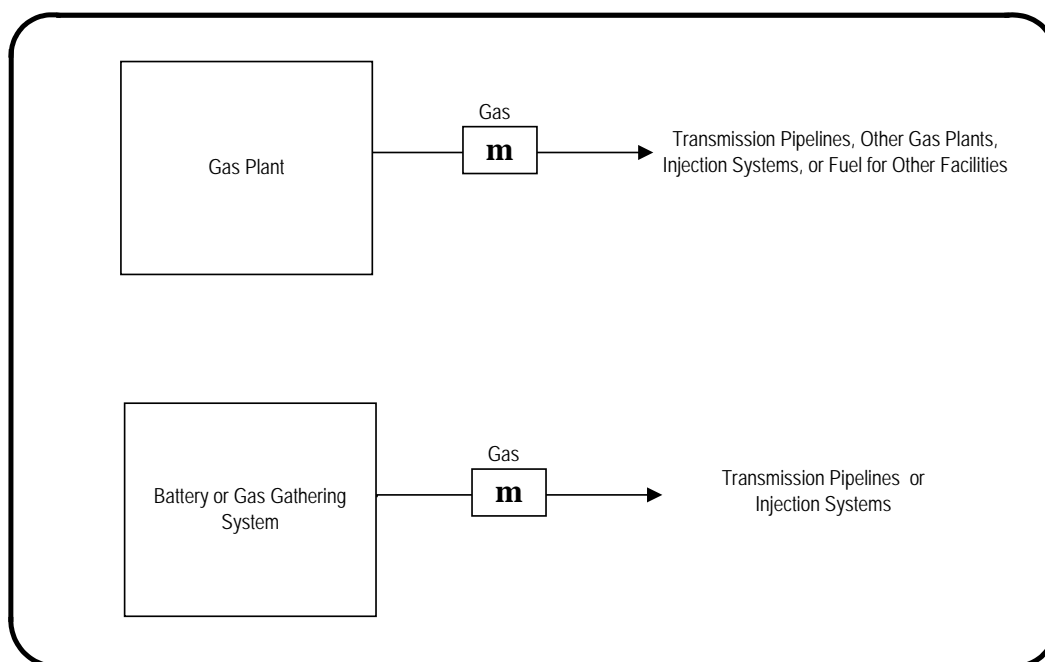 Gas
m
Gas Plant
Transmission Pipelines, Other Gas Plants,
Injection Systems, or Fuel for Other Facilities
Gas
m
Battery or Gas Gathering
System
Transmission Pipelines or
Injection Systems